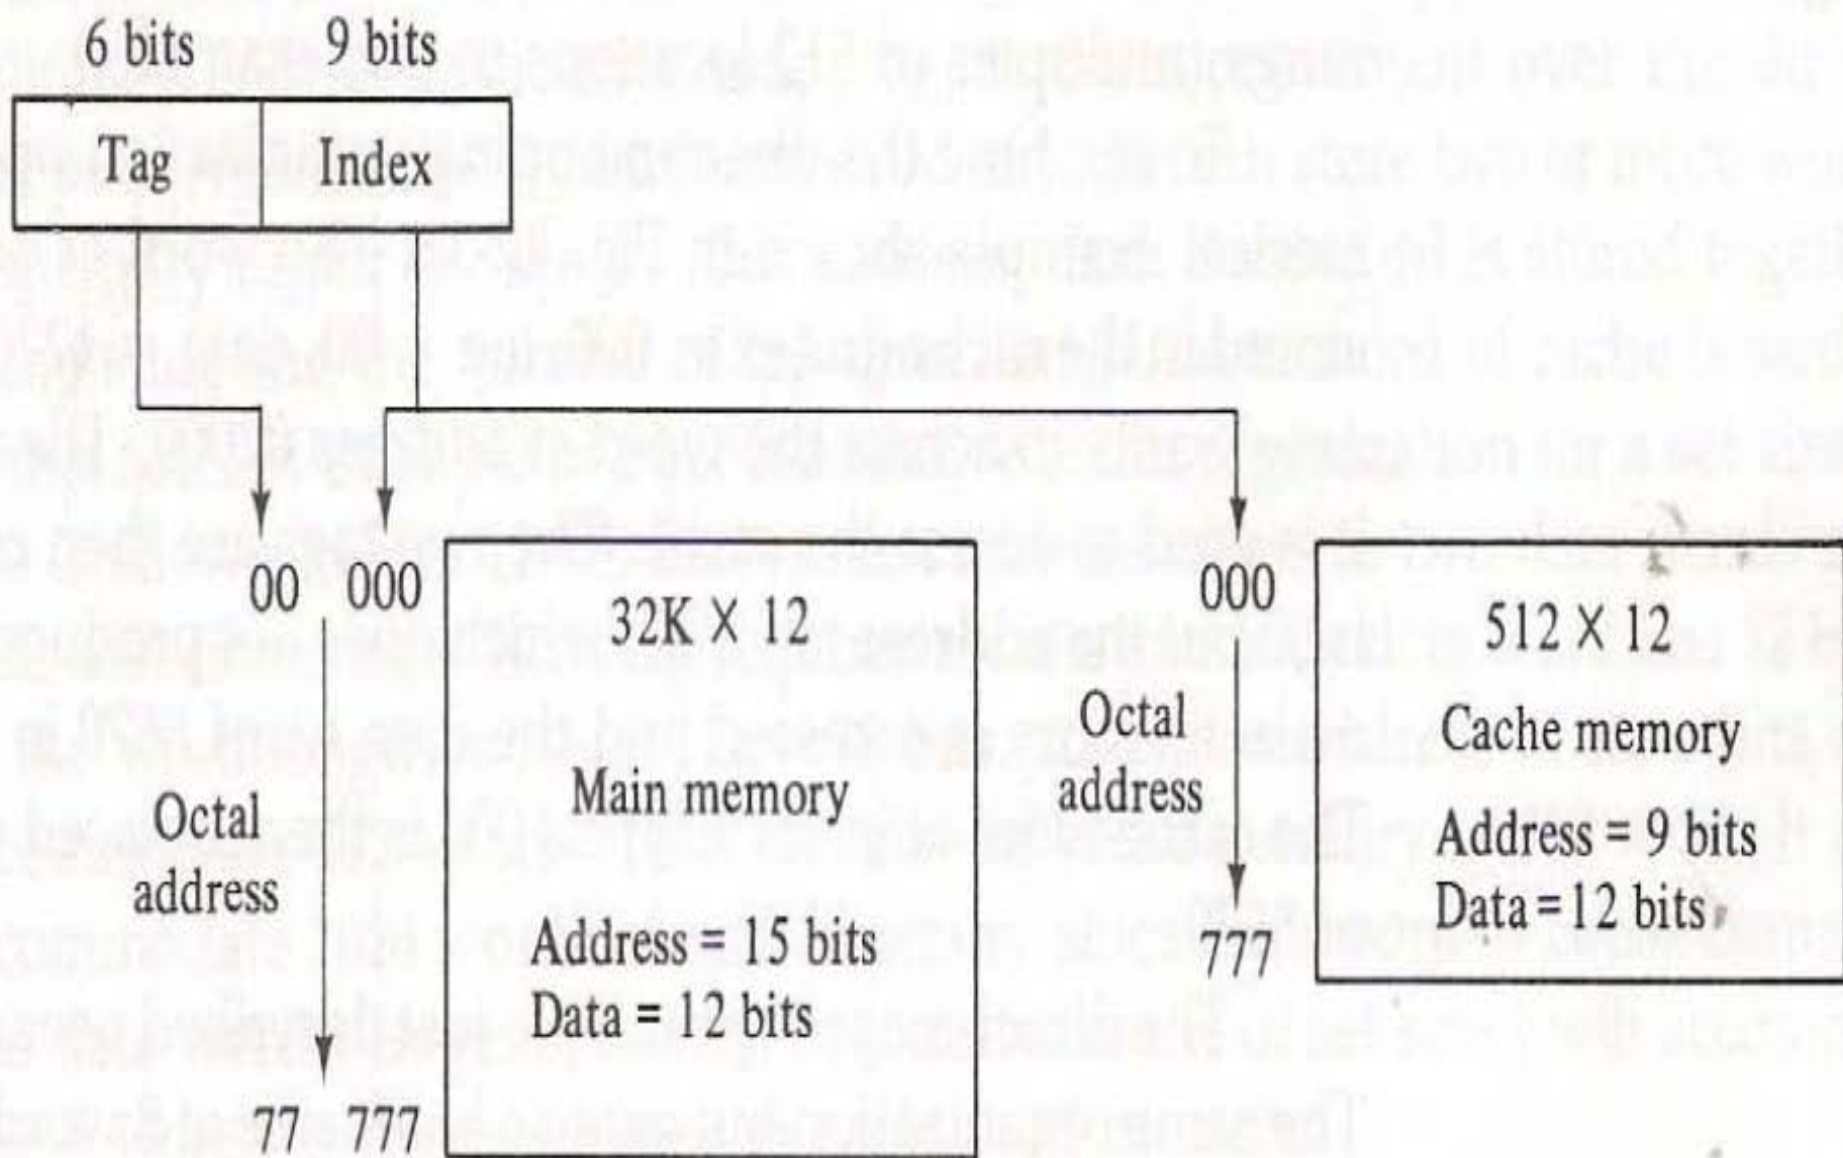 6 bits 9 bits
Tag Index
00 000
32K X 12
Main memory
Address = 15 bits
Data = 12 bits
Octal
address
77 777
000
Octal
address
777
512 X 12
Cache memory
Address = 9 bits
Data = 12 bits